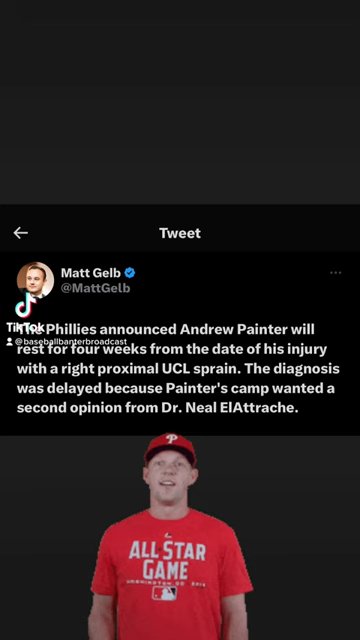 Tweet
Matt Gelb
@MattGelb
TikTok
@baseballbanterbroadcast
Phillies announced Andrew Painter will
rest for four weeks from the date of his injury
with a right proximal UCL sprain. The diagnosis
was delayed because Painter's camp wanted a
second opinion from Dr. Neal ElAttrache.
P
ALL STAR
GAME
WASHINGTON, DC